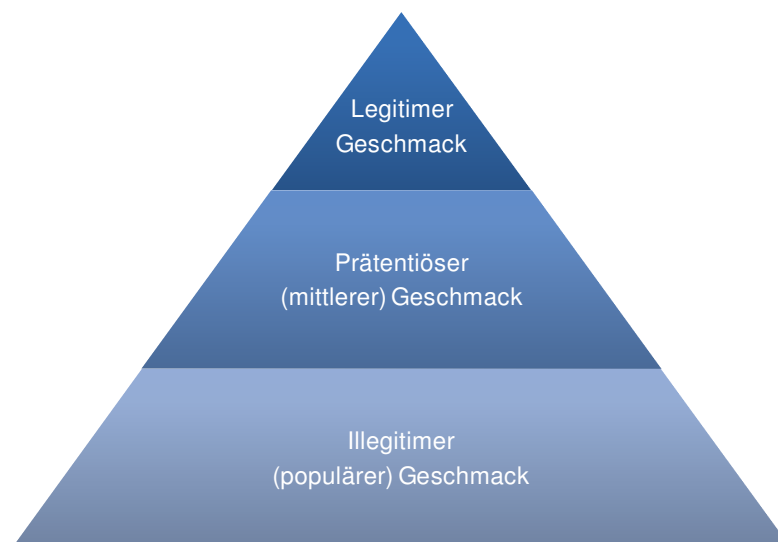 Legitimer
Geschmack
Prätentiöser
(mittlerer) Geschmack
Illegitimer
(populärer) Geschmack